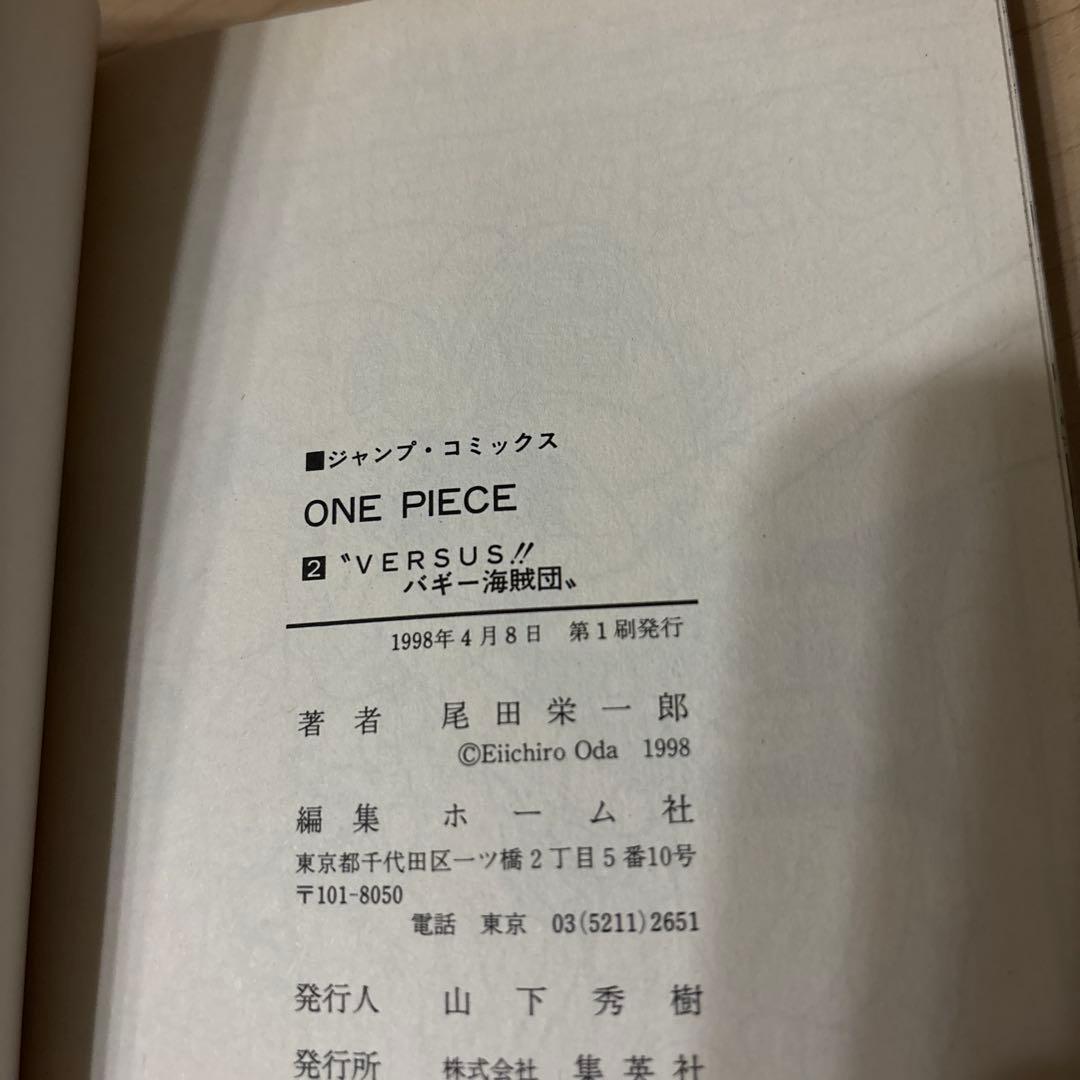 ■ジャンプ・コミックス
ONE PIECE
2 〝VERSUS!!
バギー海賊団〟
1998年4月8日　第1刷発行
著者　尾田栄一郎
©Eiichiro Oda　1998
編集　ホーム社
東京都千代田区一ツ橋2丁目5番10号
〒101-8050
電話　東京　03(5211)2651
発行人　山下秀樹
発行所　株式会社　集英社